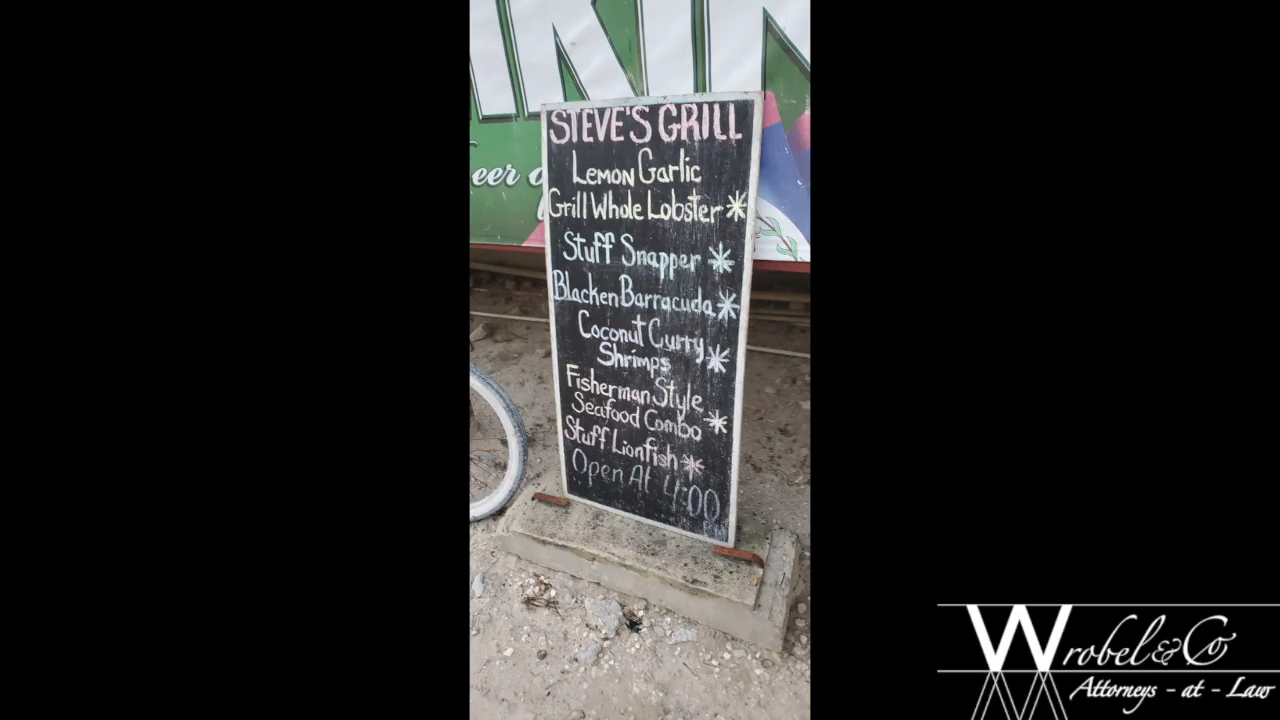 STEVE'S GRILL
Lemon Garlic
Grill Whole Lobster *
Stuff Snapper *
Blacken Barracuda *
Coconut Curry
Shrimps *
Fisherman Style
Seafood Combo *
Stuff Lionfish *
Open At 4:00
eer
Wrobel & Co
Attorneys - at - Law